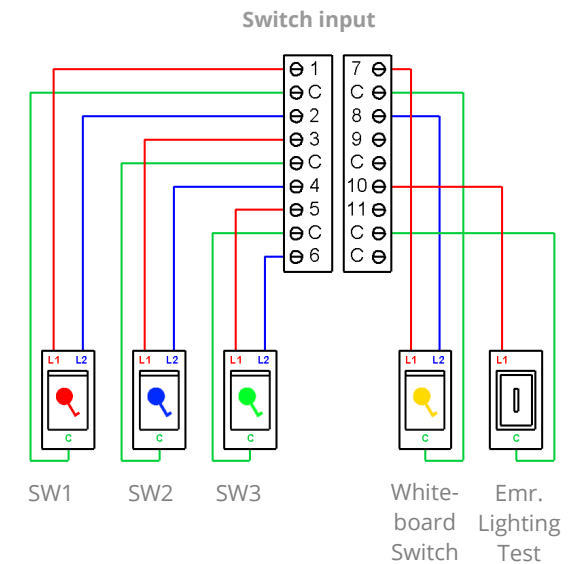 Switch input
1 7
C C
2 8
3 9
C C
4 10
5 11
C C
6 C
L1 L2 L1 L2 L1 L2 L1 L2 L1
C C C C C
SW1 SW2 SW3
White-
board
Switch
Emr.
Lighting
Test